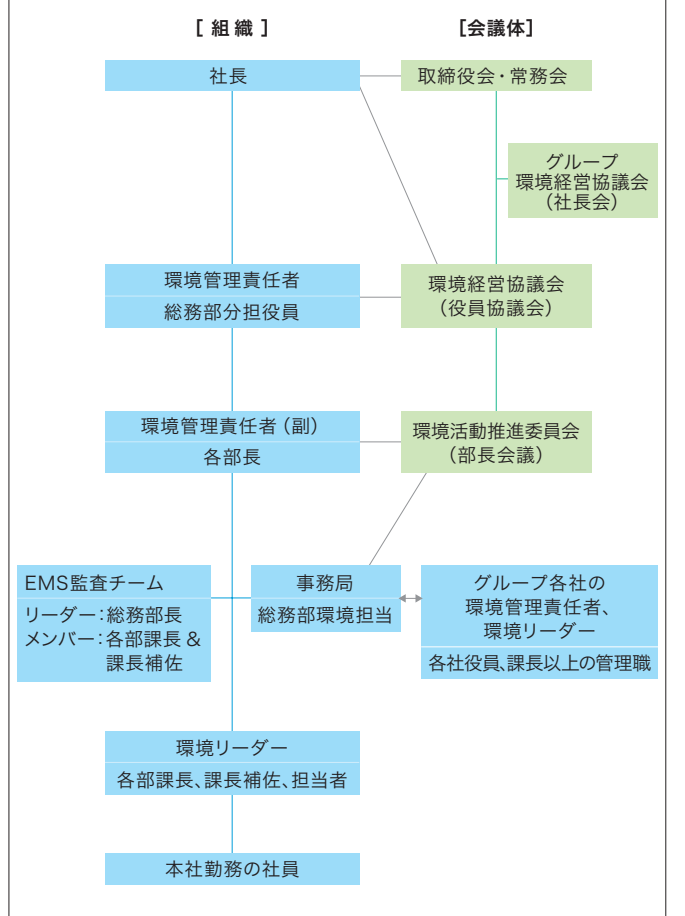 [ 組 織 ]
[会議体]
社長
取締役会・常務会
グループ
環境経営協議会
(社長会)
環境管理責任者
総務部分担役員
環境経営協議会
(役員協議会)
環境管理責任者(副)
各部長
環境活動推進委員会
(部長会議)
EMS監査チーム
リーダー:総務部長
メンバー:各部課長 &
課長補佐
事務局
総務部環境担当
グループ各社の
環境管理責任者、
環境リーダー
各社役員、課長以上の管理職
環境リーダー
各部課長、課長補佐、担当者
本社勤務の社員